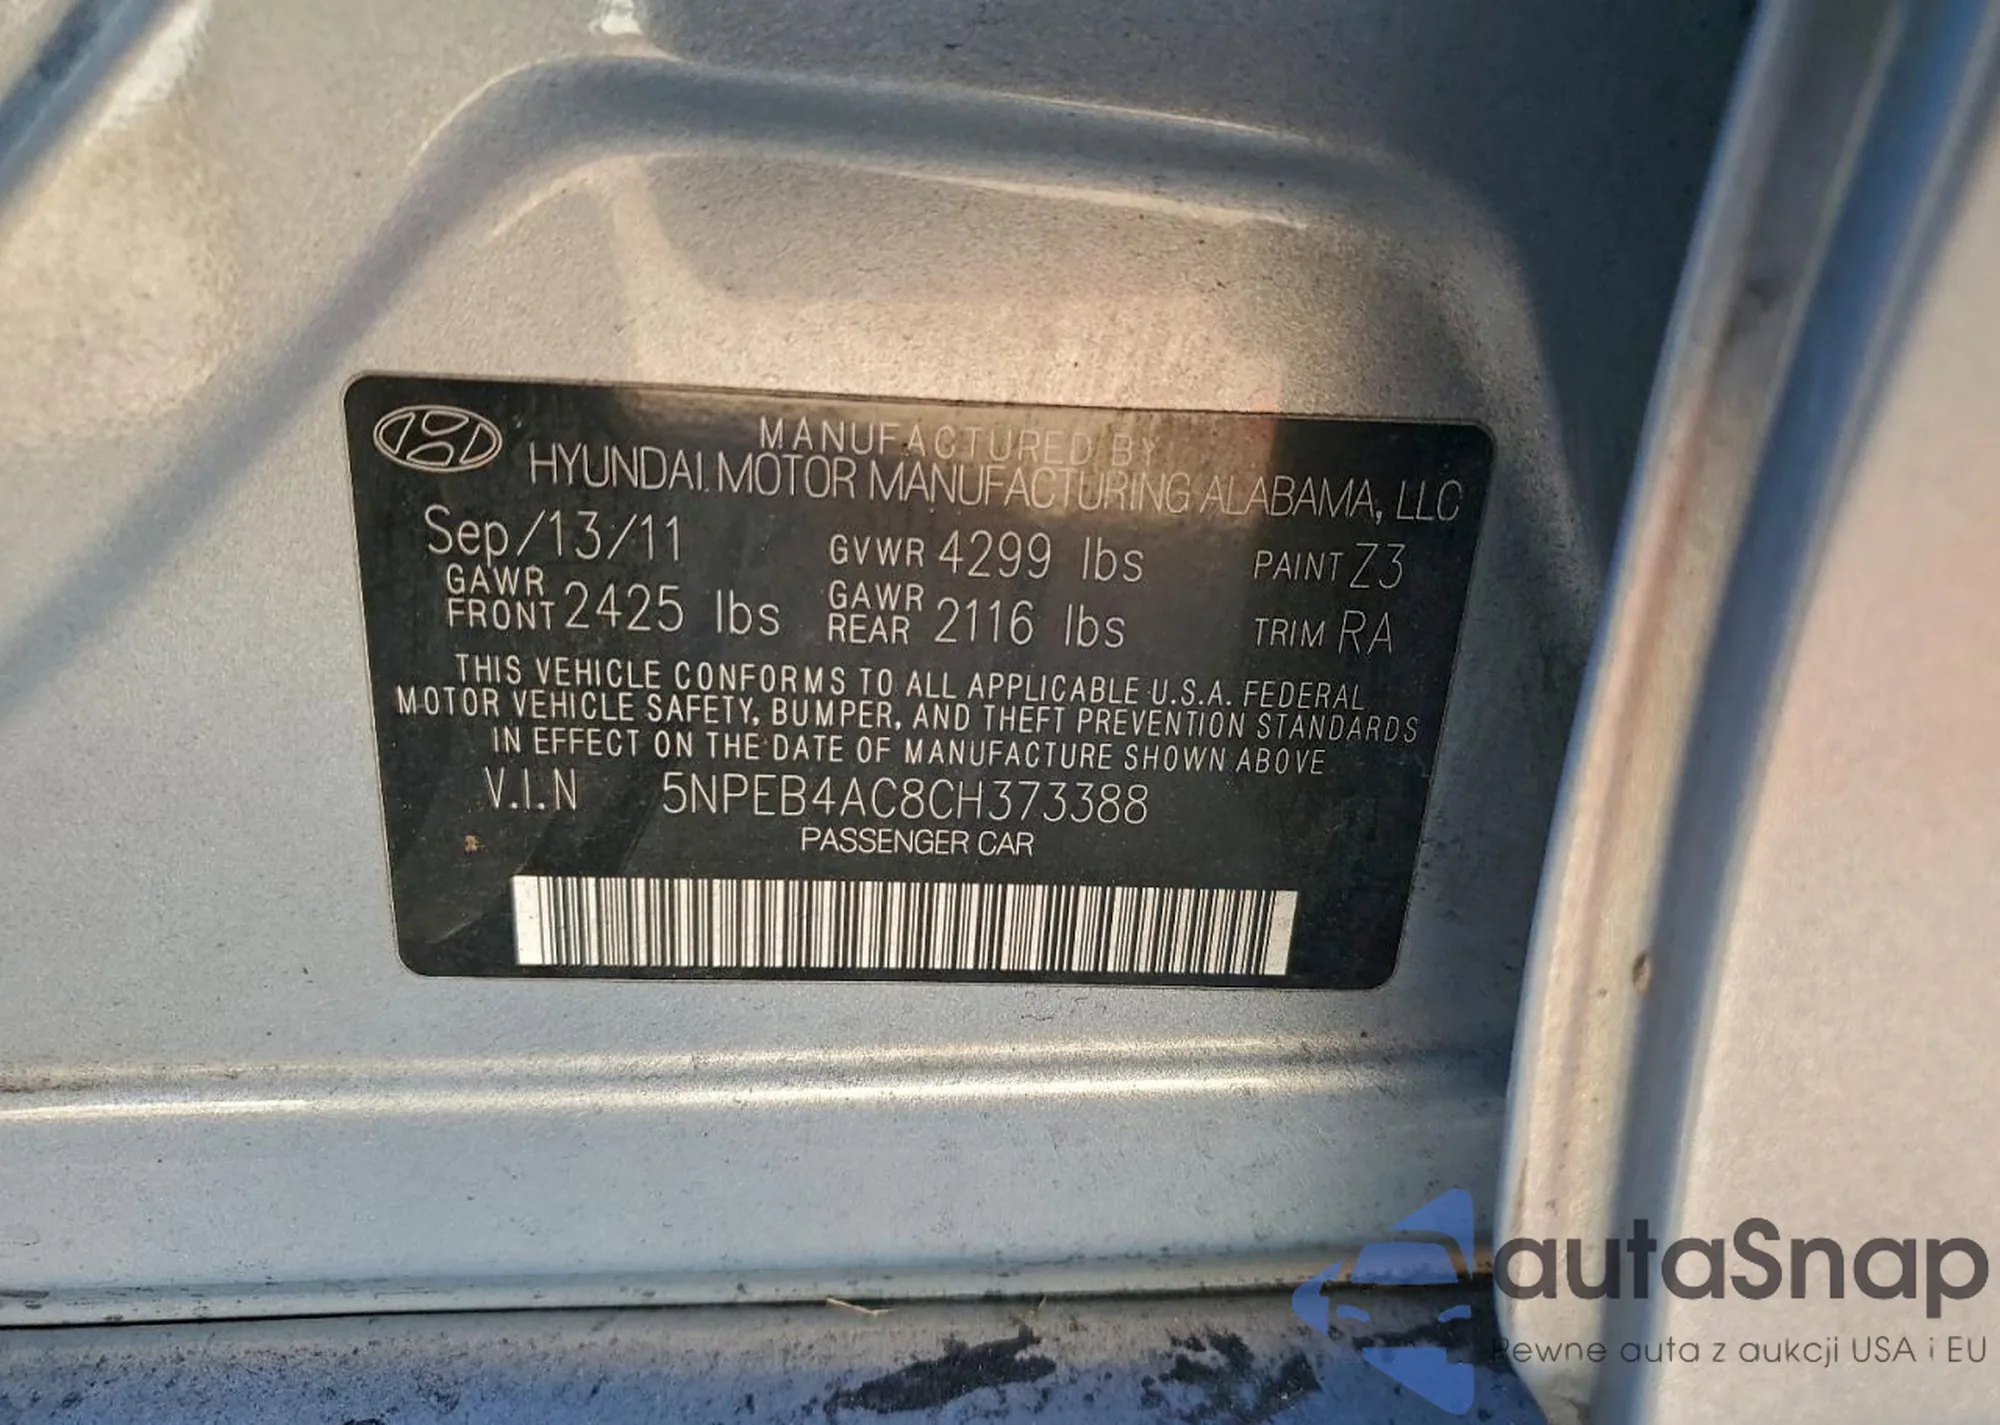 MANUFACTURED BY
HYUNDAI MOTOR MANUFACTURING ALABAMA, LLC
Sep/13/11 GVWR 4299 lbs PAINT Z3
GAWR FRONT 2425 lbs GAWR REAR 2116 lbs TRIM RA
THIS VEHICLE CONFORMS TO ALL APPLICABLE U.S.A. FEDERAL
MOTOR VEHICLE SAFETY, BUMPER, AND THEFT PREVENTION STANDARDS
IN EFFECT ON THE DATE OF MANUFACTURE SHOWN ABOVE
V.I.N 5NPEB4AC8CH373388
PASSENGER CAR
autaSnap
Pewne auta z aukcji USA i EU